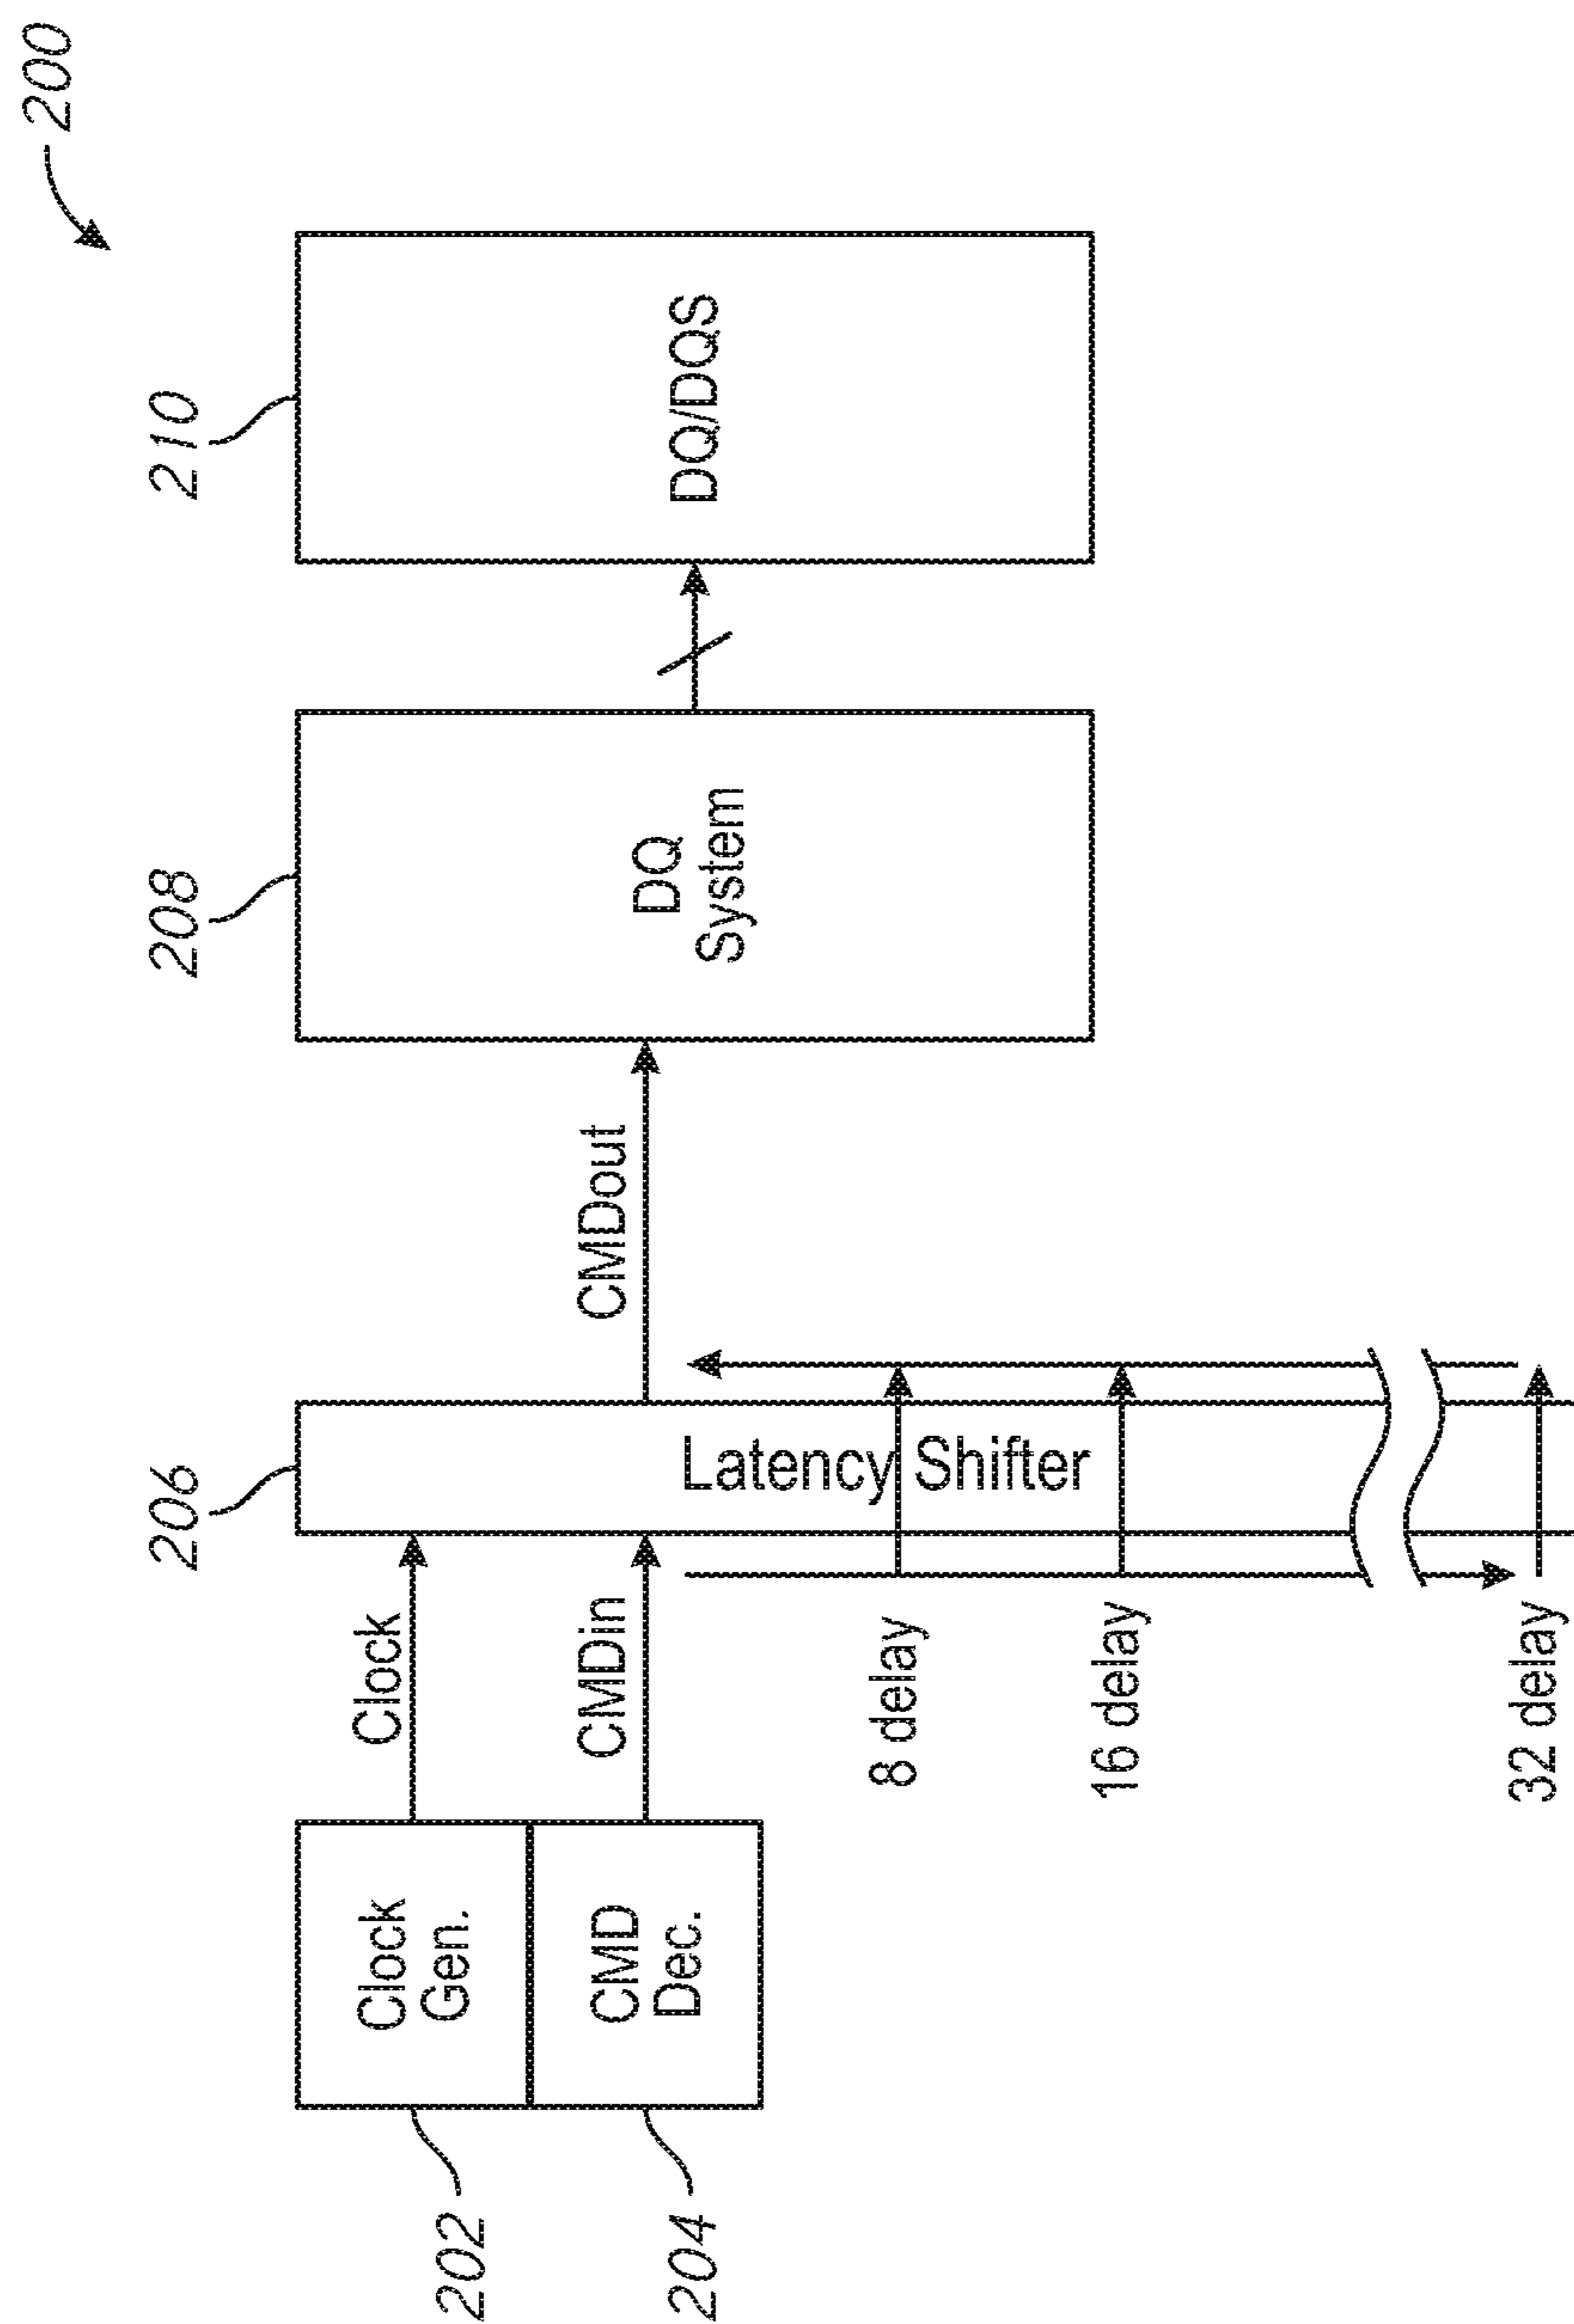 200
202
204
206
208
210
Clock
Gen.
CMD
Dec.
Clock
CMDin
Latency Shifter
CMDout
DQ
System
DQ/DQS
8 delay
16 delay
32 delay